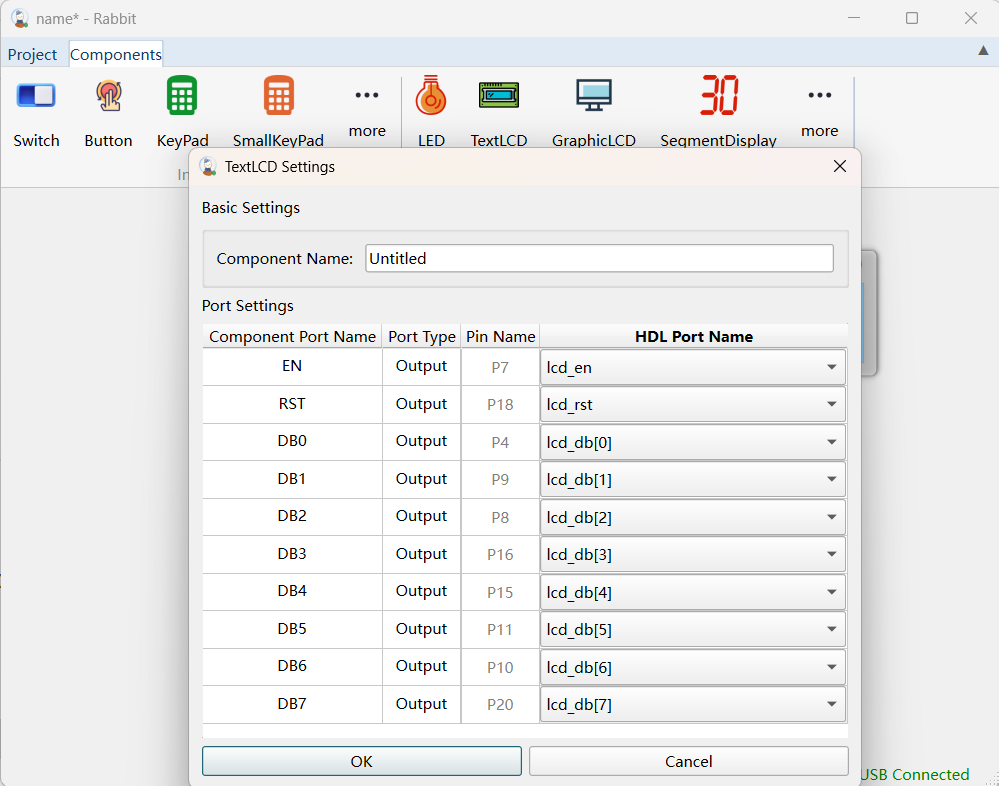 name* - Rabbit
Project Components
Switch Button KeyPad SmallKeyPad more LED TextLCD GraphicLCD SegmentDisplay more
TextLCD Settings
Basic Settings
Component Name: Untitled
Port Settings
Component Port Name Port Type Pin Name HDL Port Name
EN Output P7 lcd_en
RST Output P18 lcd_rst
DB0 Output P4 lcd_db[0]
DB1 Output P9 lcd_db[1]
DB2 Output P8 lcd_db[2]
DB3 Output P16 lcd_db[3]
DB4 Output P15 lcd_db[4]
DB5 Output P11 lcd_db[5]
DB6 Output P10 lcd_db[6]
DB7 Output P20 lcd_db[7]
OK Cancel
USB Connected